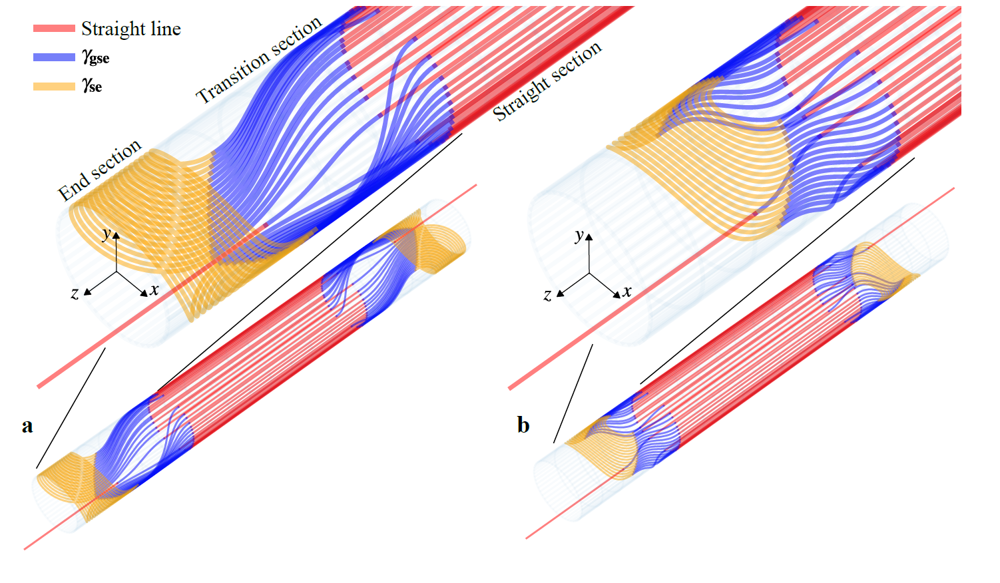 Straight line
γgse
γse
Transition section
Straight section
End section
y
z
x
y
z
x
a
b